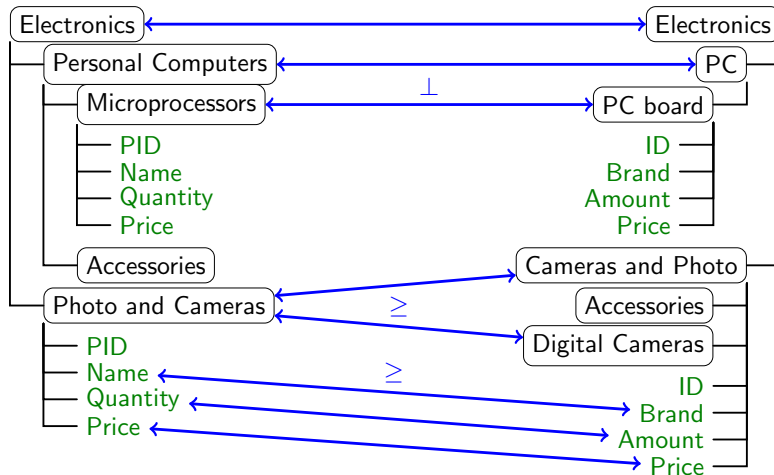 Electronics Electronics
Personal Computers PC
⊥
Microprocessors PC board
PID ID
Name Brand
Quantity Amount
Price Price
Accessories Cameras and Photo
Photo and Cameras ≥ Accessories
PID Digital Cameras
Name ≥ ID
Quantity Brand
Price Amount
Price